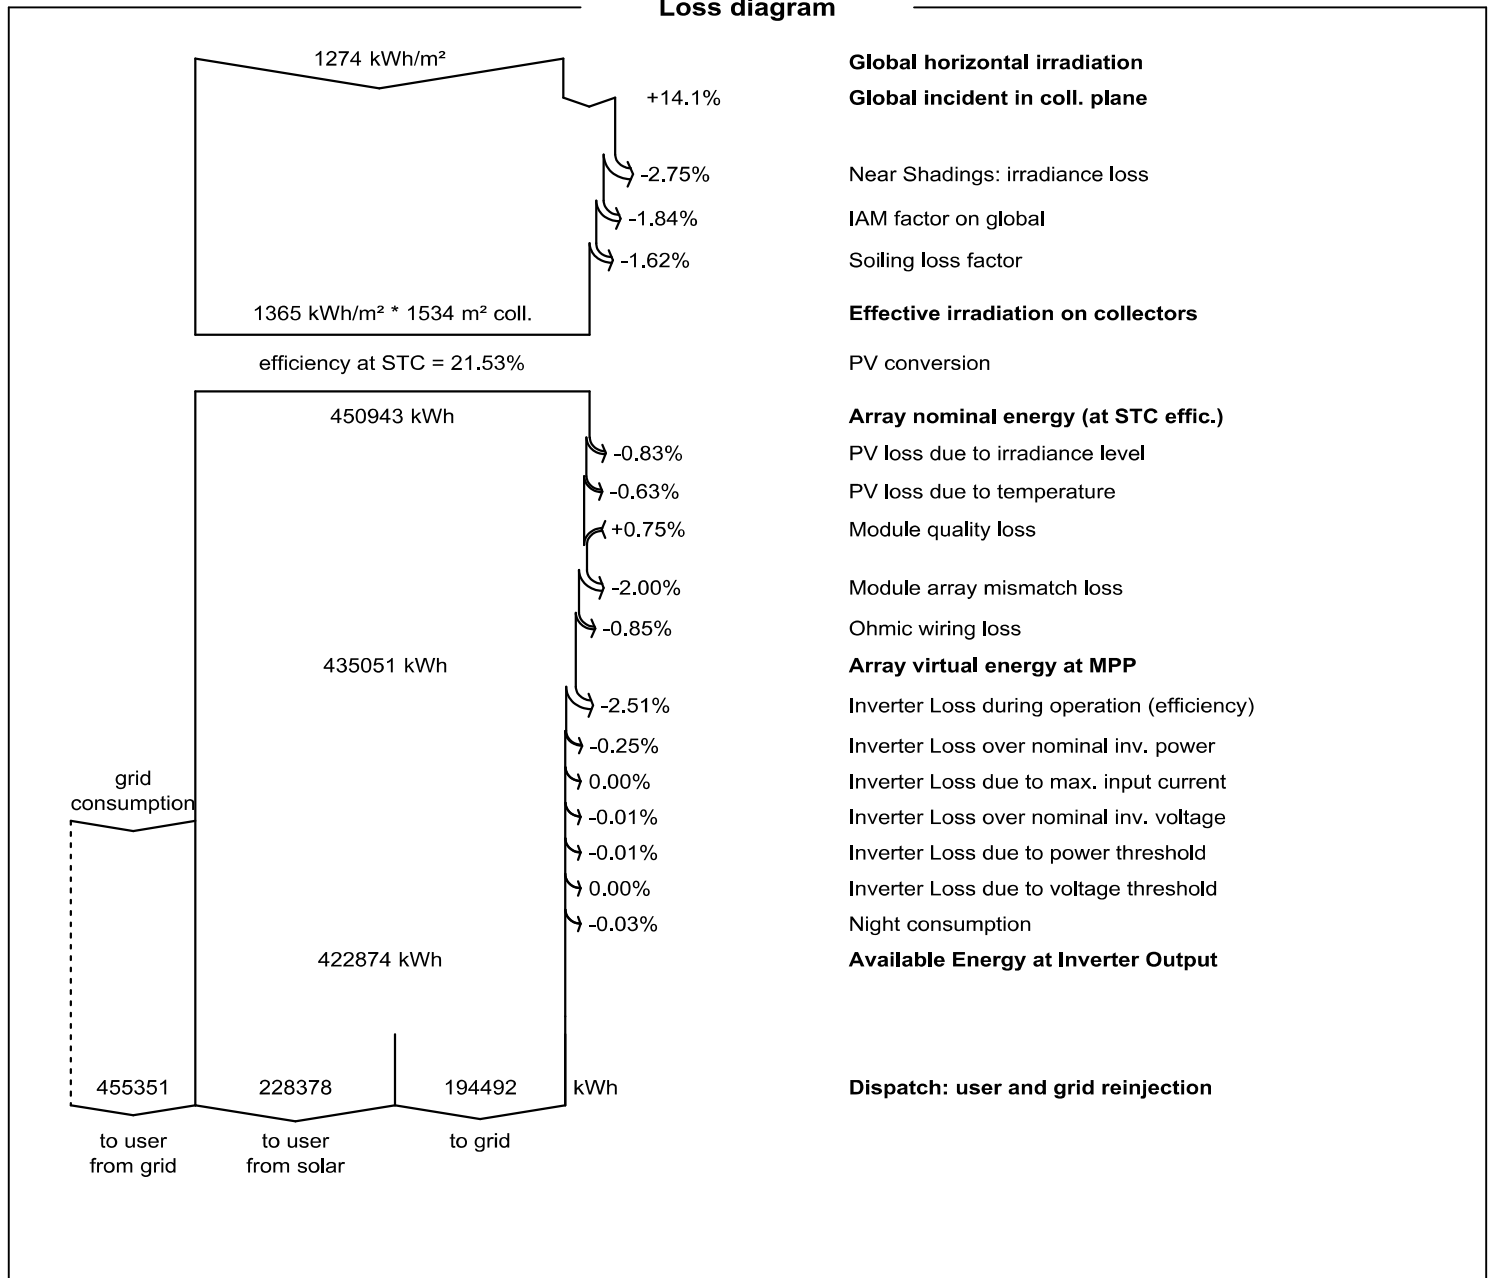 Loss diagram
1274 kWh/m²
Global horizontal irradiation
+14.1%
Global incident in coll. plane
-2.75%
Near Shadings: irradiance loss
-1.84%
IAM factor on global
-1.62%
Soiling loss factor
1365 kWh/m² * 1534 m² coll.
Effective irradiation on collectors
efficiency at STC = 21.53%
PV conversion
450943 kWh
Array nominal energy (at STC effic.)
-0.83%
PV loss due to irradiance level
-0.63%
PV loss due to temperature
+0.75%
Module quality loss
-2.00%
Module array mismatch loss
-0.85%
Ohmic wiring loss
435051 kWh
Array virtual energy at MPP
-2.51%
Inverter Loss during operation (efficiency)
-0.25%
Inverter Loss over nominal inv. power
grid
consumption
0.00%
Inverter Loss due to max. input current
-0.01%
Inverter Loss over nominal inv. voltage
-0.01%
Inverter Loss due to power threshold
0.00%
Inverter Loss due to voltage threshold
-0.03%
Night consumption
422874 kWh
Available Energy at Inverter Output
455351
228378
194492
kWh
Dispatch: user and grid reinjection
to user
from grid
to user
from solar
to grid